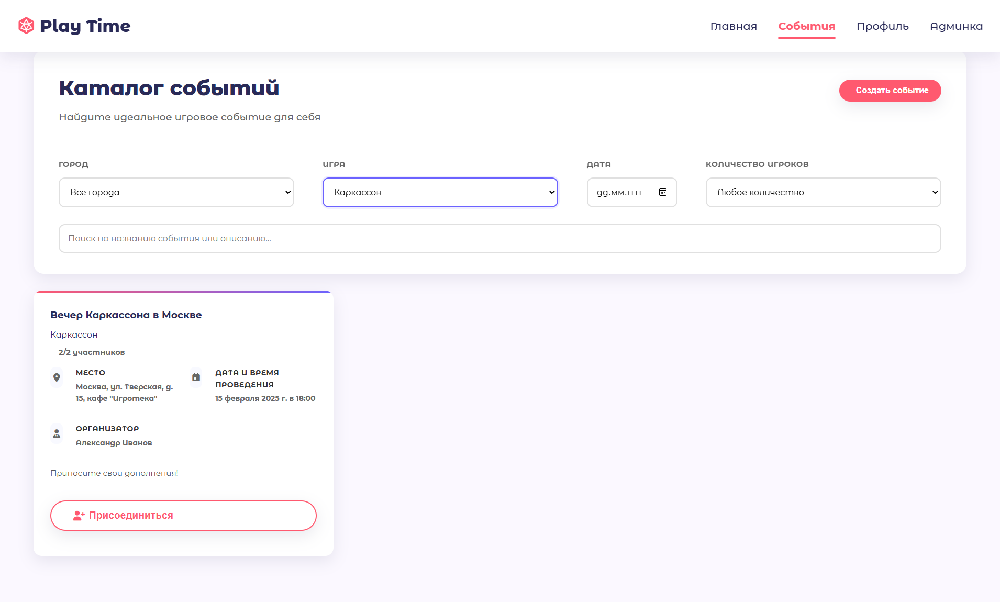 Play Time
Главная
События
Профиль
Админка
Каталог событий
Создать событие
Найдите идеальное игровое событие для себя
ГОРОД
ИГРА
ДАТА
КОЛИЧЕСТВО ИГРОКОВ
Все города
Каркассон
дд.мм.гггг
Любое количество
Поиск по названию события или описанию...
Вечер Каркассона в Москве
Каркассон
2/2 участников
МЕСТО
Москва, ул. Тверская, д.
15, кафе "Игротека"
ДАТА И ВРЕМЯ
ПРОВЕДЕНИЯ
15 февраля 2025 г. в 18:00
ОРГАНИЗАТОР
Александр Иванов
Приносите свои дополнения!
Присоединиться